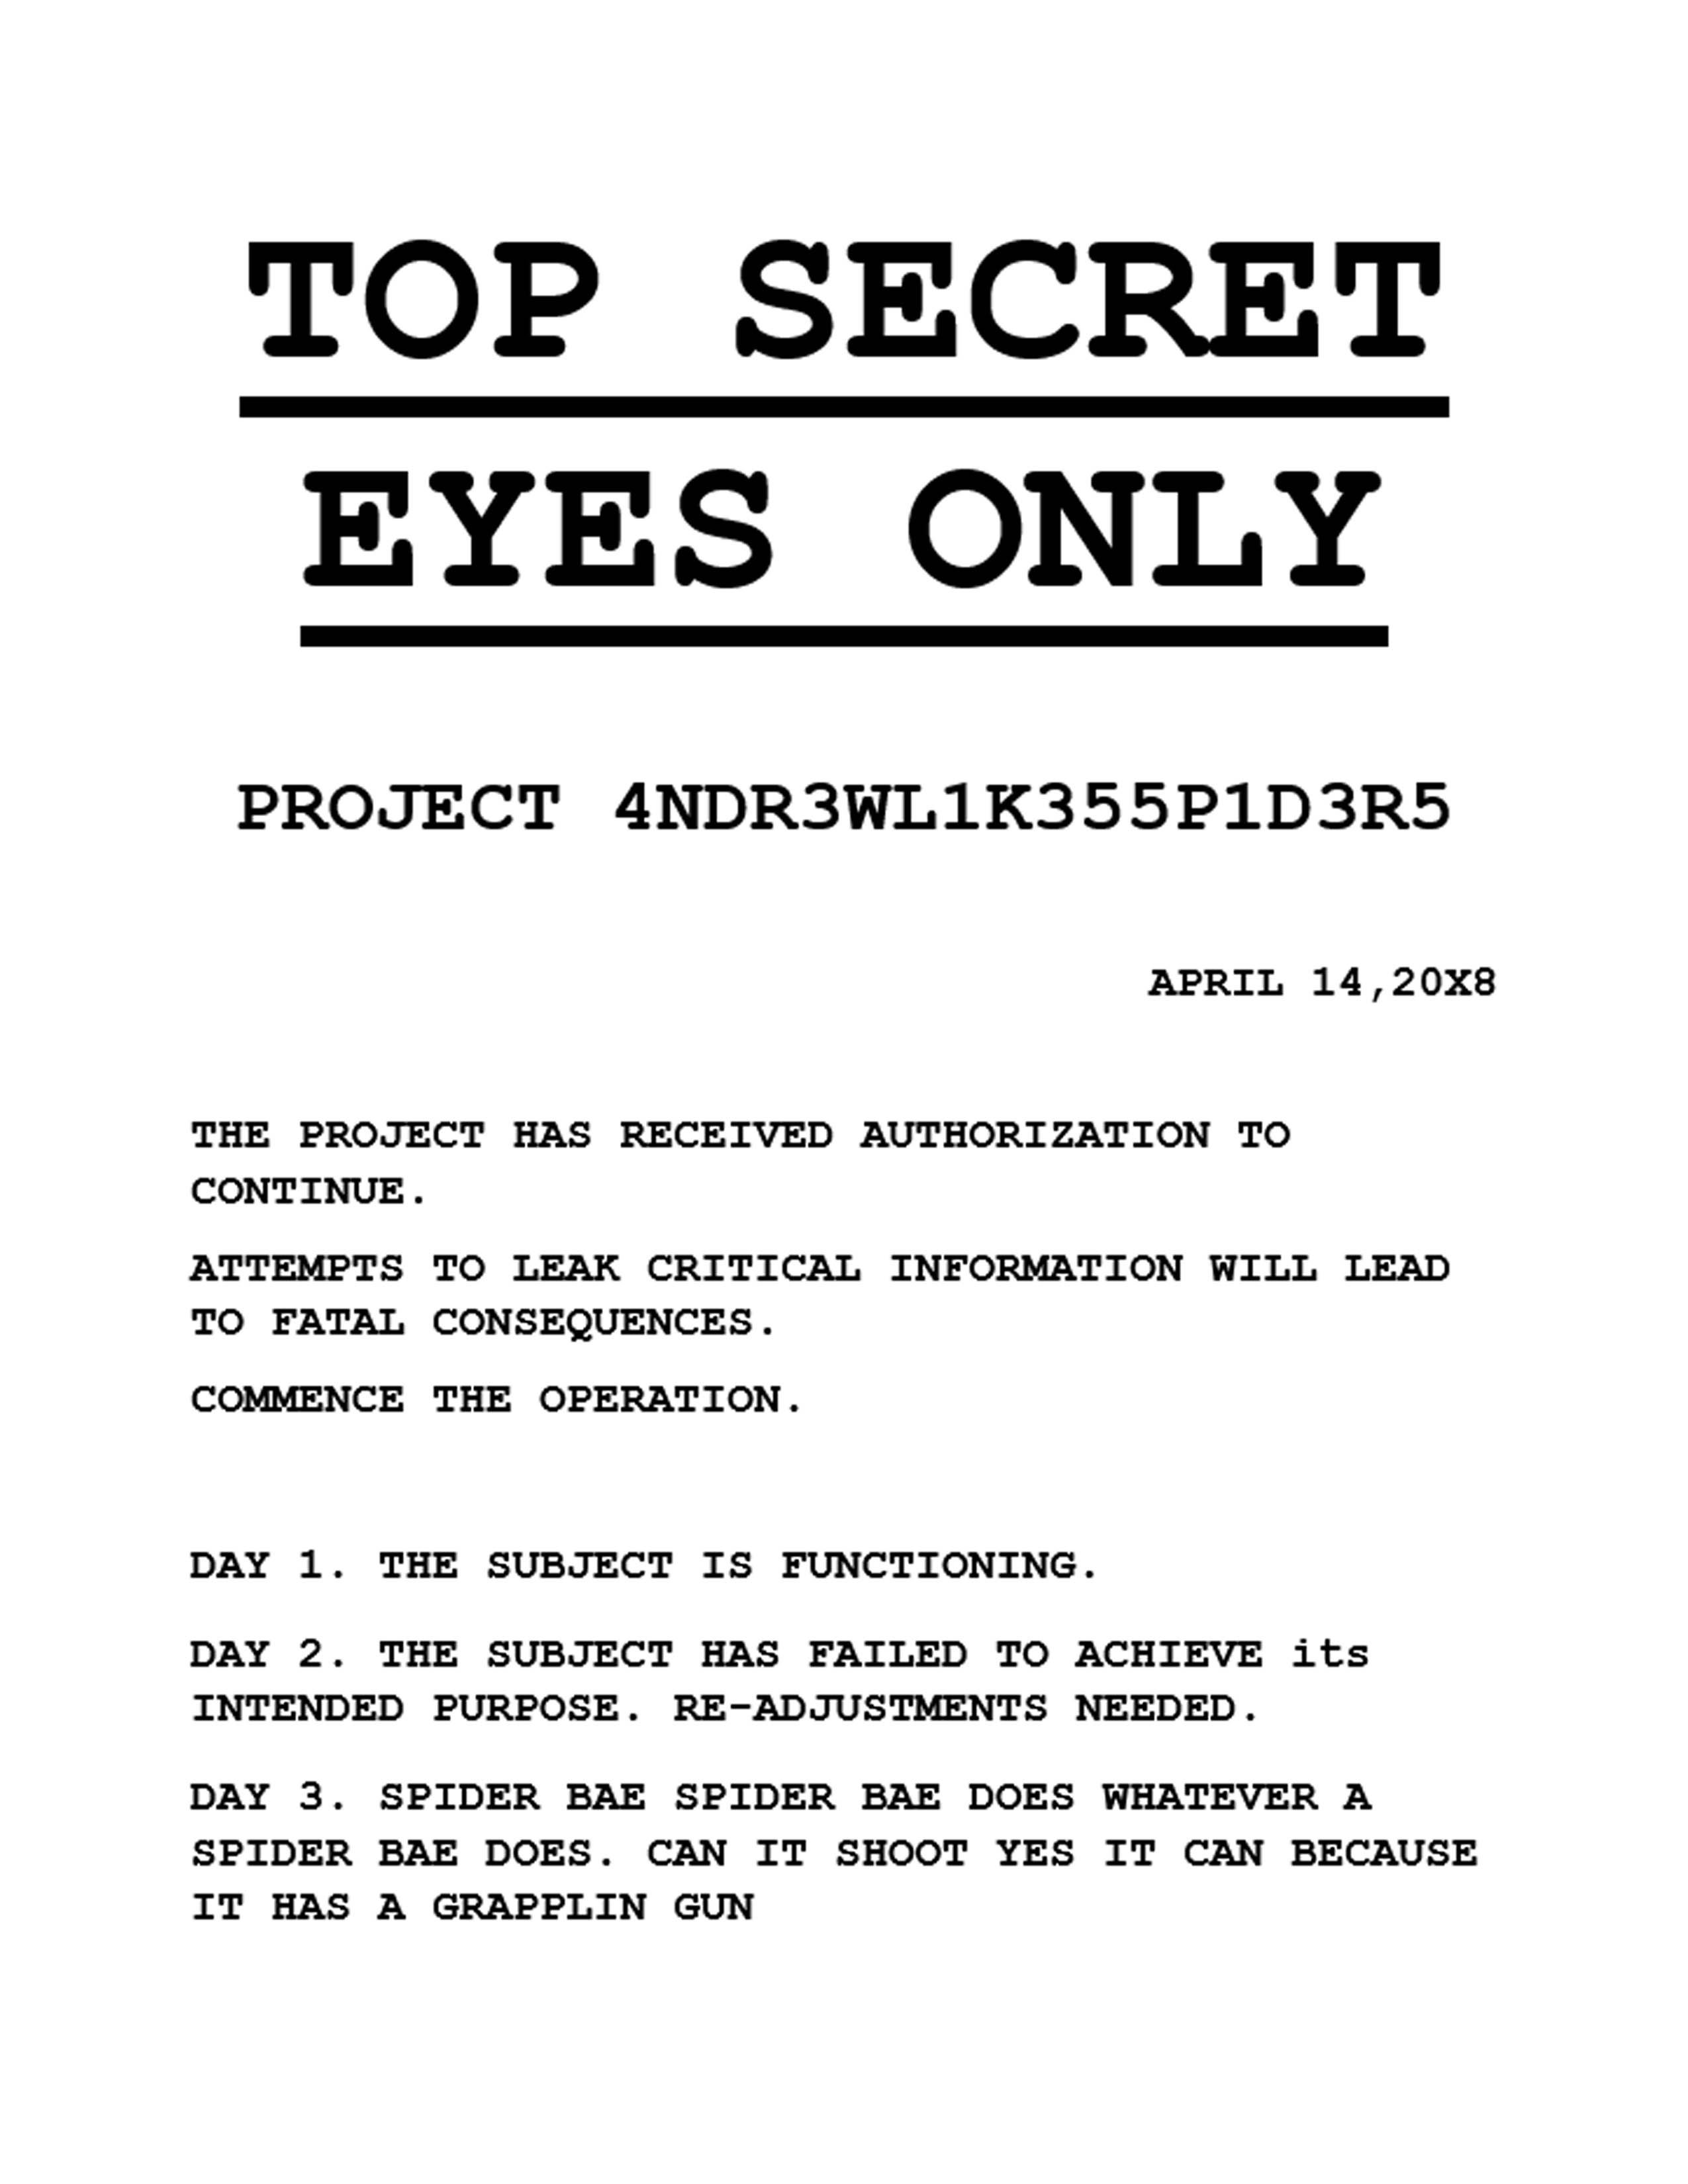 TOP SECRET
EYES ONLY
PROJECT 4NDR3WL1K355P1D3R5
APRIL 14,20X8
THE PROJECT HAS RECEIVED AUTHORIZATION TO
CONTINUE.
ATTEMPTS TO LEAK CRITICAL INFORMATION WILL LEAD
TO FATAL CONSEQUENCES.
COMMENCE THE OPERATION.
DAY 1. THE SUBJECT IS FUNCTIONING.
DAY 2. THE SUBJECT HAS FAILED TO ACHIEVE its
INTENDED PURPOSE. RE-ADJUSTMENTS NEEDED.
DAY 3. SPIDER BAE SPIDER BAE DOES WHATEVER A
SPIDER BAE DOES. CAN IT SHOOT YES IT CAN BECAUSE
IT HAS A GRAPPLIN GUN